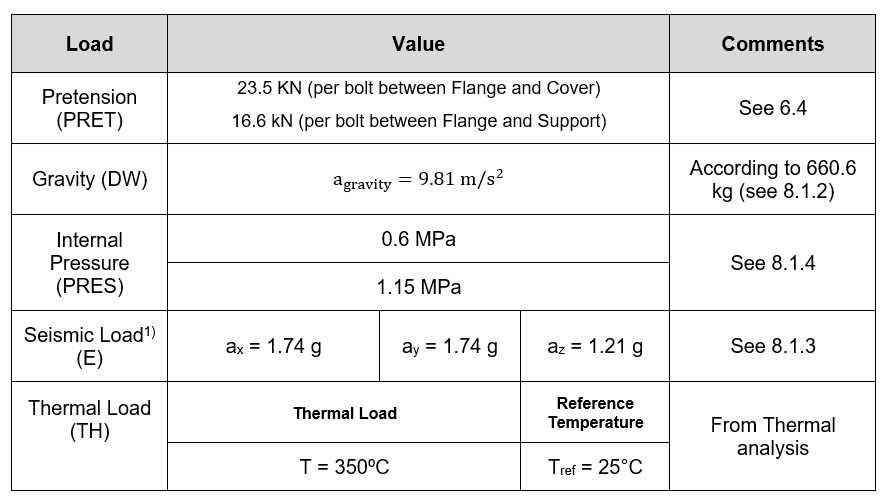 Load Value Comments
Pretension
(PRET)
23.5 KN (per bolt between Flange and Cover)
16.6 kN (per bolt between Flange and Support)
See 6.4
Gravity (DW)
a_gravity = 9.81 m/s²
According to 660.6
kg (see 8.1.2)
Internal
Pressure
(PRES)
0.6 MPa
1.15 MPa
See 8.1.4
Seismic Load¹⁾
(E)
aₓ = 1.74 g
a_y = 1.74 g
a_z = 1.21 g
See 8.1.3
Thermal Load
(TH)
Thermal Load
Reference
Temperature
T = 350ºC
T_ref = 25°C
From Thermal
analysis